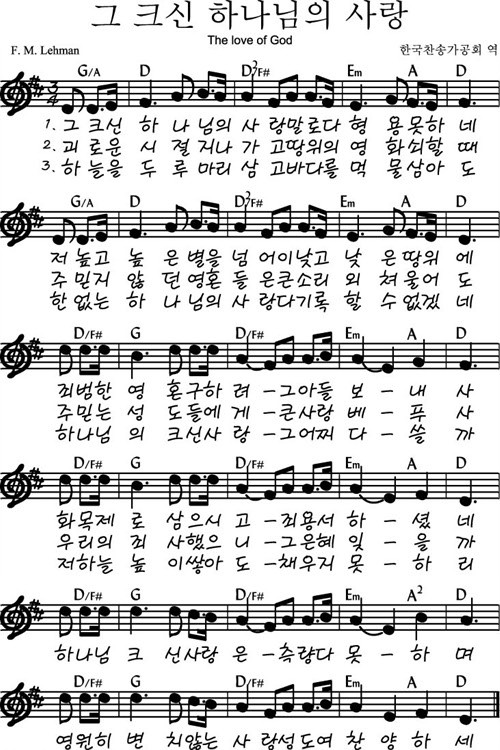 그 크신 하나님의 사랑
The love of God
F. M. Lehman 한국찬송가공회 역
G/A D D2/F# Em A D
3/4
1. 그 크신 하 나 님의 사 랑말로다 형 용못하 네
2. 괴 로운 시 절 지나 가 고땅위의 영 화쇠할 때
3. 하 늘을 두 루 마리 삼 고바다를 먹 물삼아 도
G/A D D2/F# Em A D
저 높고 높 은 별을 넘 어이낮고 낮 은 땅위 에
주 믿지 않 던 영혼 들 은큰소리 외 쳐울어 도
한 없는 하 나님의 사 랑다기록 할 수없겠 네
D/F# G D/F# Em A D
죄범한 영 혼구하 려 -그아들 보 - 내 사
주믿는 성 도들에 게 -큰사랑 베 - 푸 사
하나님 의 크신사 랑 -그어찌 다 - 쓸 까
D/F# G D/F# Em A D
화목제 로 삼으시 고 -죄용서 하 - 셨 네
우리의 죄 사했으 니 -그은혜 잊 - 을 까
저하늘 높 이쌓아 도 -채우지 못 - 하 리
D/F# G D/F# Em A2 D
하나님 크 신사랑 은 -측량다 못 - 하 며
D/F# G D/F# Em A D
영원히 변 치않는 사 랑성도여 찬 양 하 세